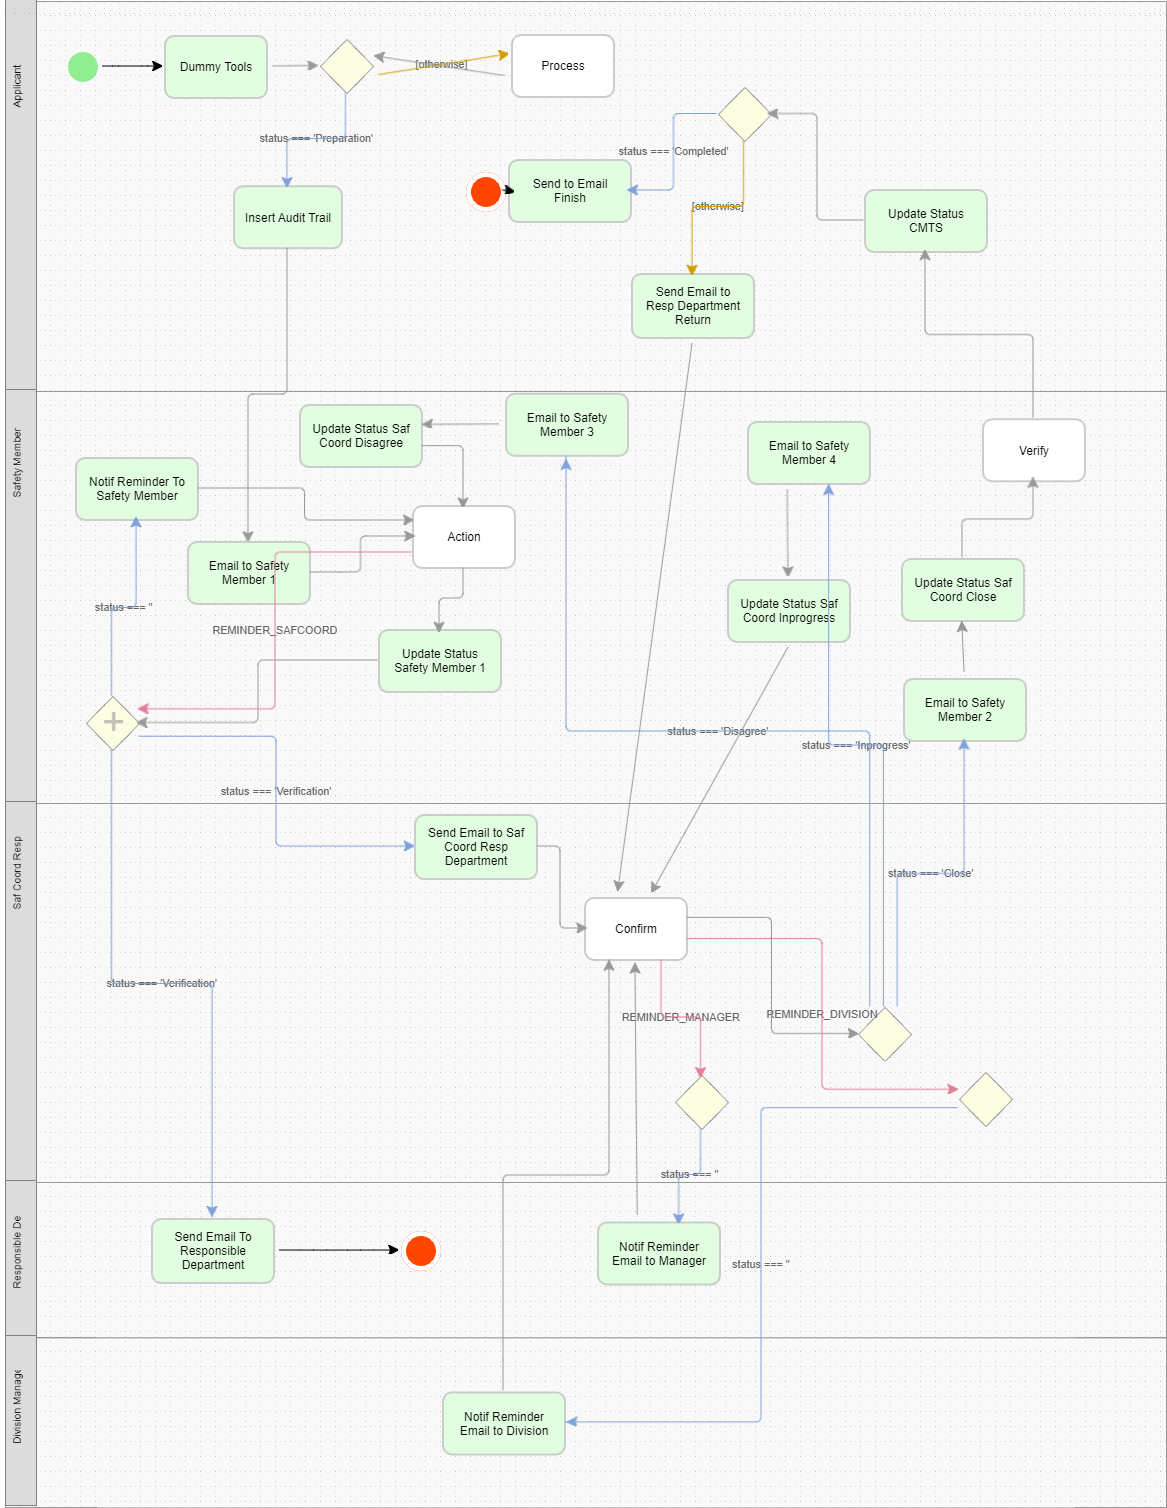 Applicant
Dummy Tools
[otherwise]
Process
status === 'Preparation'
status === 'Completed'
Send to Email
Finish
Insert Audit Trail
[otherwise]
Update Status
CMTS
Send Email to
Resp Department
Return
Safety Member
Update Status Saf
Coord Disagree
Email to Safety
Member 3
Email to Safety
Member 4
Verify
Notif Reminder To
Safety Member
Action
Email to Safety
Member 1
Update Status Saf
Coord Inprogress
Update Status Saf
Coord Close
status === ''
REMINDER_SAFCOORD
Update Status
Safety Member 1
Email to Safety
Member 2
status === 'Disagree'
status === 'Inprogress'
status === 'Verification'
Saf Coord Resp
Send Email to Saf
Coord Resp
Department
status === 'Close'
Confirm
status === 'Verification'
REMINDER_MANAGER
REMINDER_DIVISION
status === ''
Responsible De
Send Email To
Responsible
Department
Notif Reminder
Email to Manager
status === ''
Division Manage
Notif Reminder
Email to Division